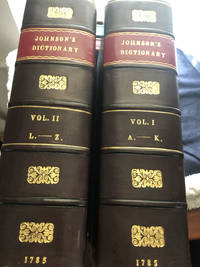 JOHNSON'S
DICTIONARY
VOL. II
L.—Z.
1785
JOHNSON'S
DICTIONARY
VOL. I
A.—K.
1785